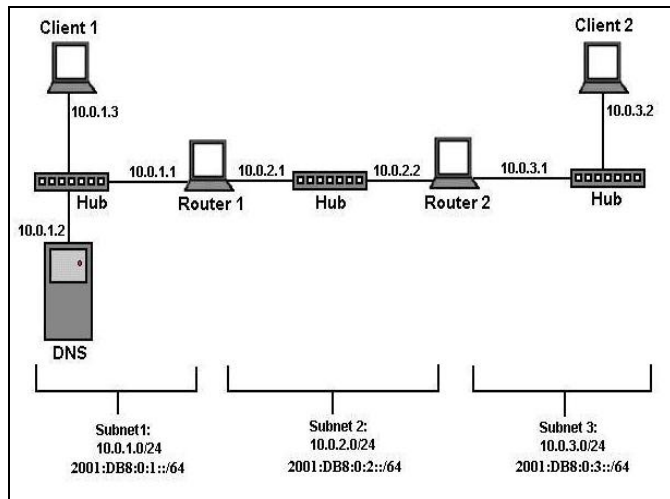 Client 1
Client 2
10.0.1.3
10.0.3.2
10.0.1.1
10.0.2.1
10.0.2.2
10.0.3.1
Hub
Router 1
Hub
Router 2
Hub
10.0.1.2
DNS
Subnet1:
10.0.1.0/24
2001:DB8:0:1::/64
Subnet 2:
10.0.2.0/24
2001:DB8:0:2::/64
Subnet 3:
10.0.3.0/24
2001:DB8:0:3::/64